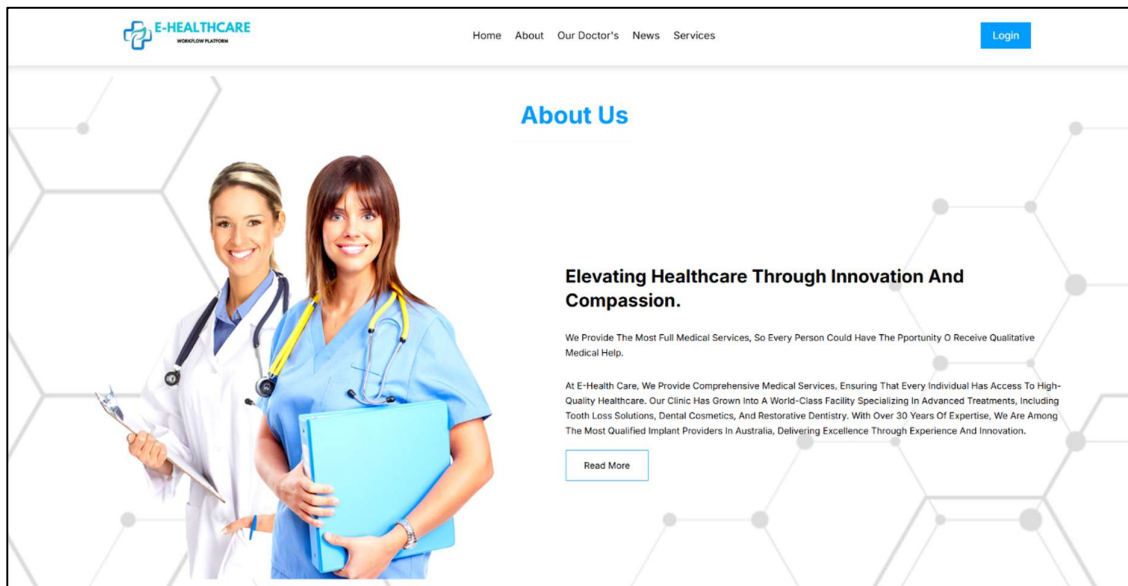 E-HEALTHCARE
WORKFLOW PLATFORM
Home About Our Doctor's News Services
Login
About Us
Elevating Healthcare Through Innovation And
Compassion.
We Provide The Most Full Medical Services, So Every Person Could Have The Pportunity O Receive Qualitative
Medical Help.
At E-Health Care, We Provide Comprehensive Medical Services, Ensuring That Every Individual Has Access To High-
Quality Healthcare. Our Clinic Has Grown Into A World-Class Facility Specializing In Advanced Treatments, Including
Tooth Loss Solutions, Dental Cosmetics, And Restorative Dentistry. With Over 30 Years Of Expertise, We Are Among
The Most Qualified Implant Providers In Australia, Delivering Excellence Through Experience And Innovation.
Read More